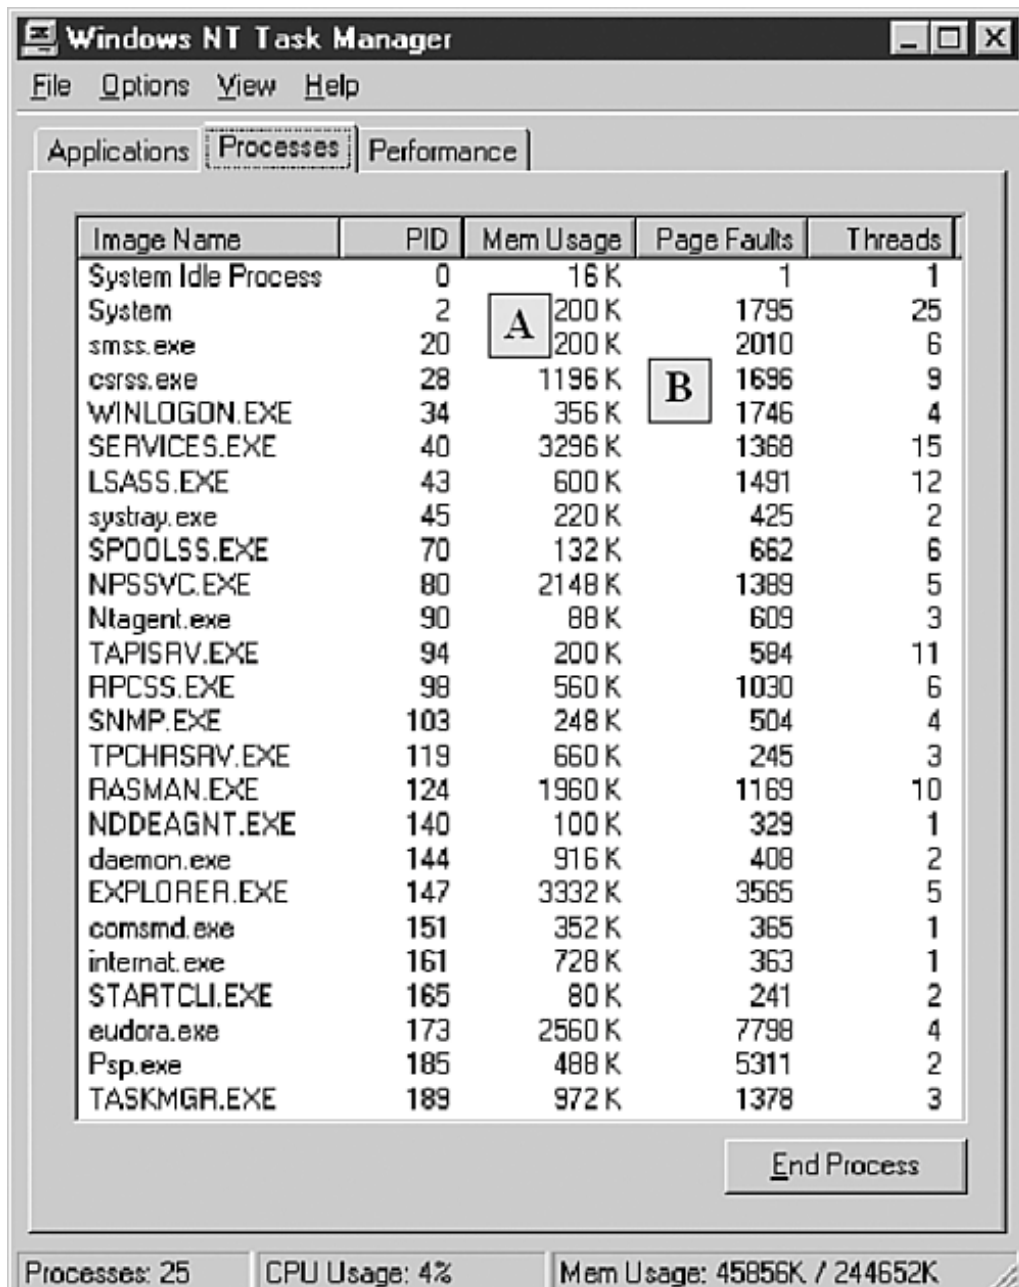 Windows NT Task Manager
File Options View Help
Applications Processes Performance
Image Name PID Mem Usage Page Faults Threads
System Idle Process 0 16 K 1 1
System 2 200 K 1795 25
smss.exe 20 200 K 2010 6
csrss.exe 28 1196 K 1696 9
WINLOGON.EXE 34 356 K 1746 4
SERVICES.EXE 40 3296 K 1368 15
LSASS.EXE 43 600 K 1491 12
systray.exe 45 220 K 425 2
SPOOLSS.EXE 70 132 K 662 6
NPSSVC.EXE 80 2148 K 1389 5
Ntagent.exe 90 88 K 609 3
TAPISRV.EXE 94 200 K 584 11
RPCSS.EXE 98 560 K 1030 6
SNMP.EXE 103 248 K 504 4
TPCHRSRV.EXE 119 660 K 245 3
RASMAN.EXE 124 1960 K 1169 10
NDDEAGNT.EXE 140 100 K 329 1
daemon.exe 144 916 K 408 2
EXPLORER.EXE 147 3332 K 3565 5
comsmd.exe 151 352 K 365 1
internat.exe 161 728 K 363 1
STARTCLI.EXE 165 80 K 241 2
eudora.exe 173 2560 K 7798 4
Psp.exe 185 488 K 5311 2
TASKMGR.EXE 189 972 K 1378 3
A
B
End Process
Processes: 25 CPU Usage: 4% Mem Usage: 45856K / 244652K